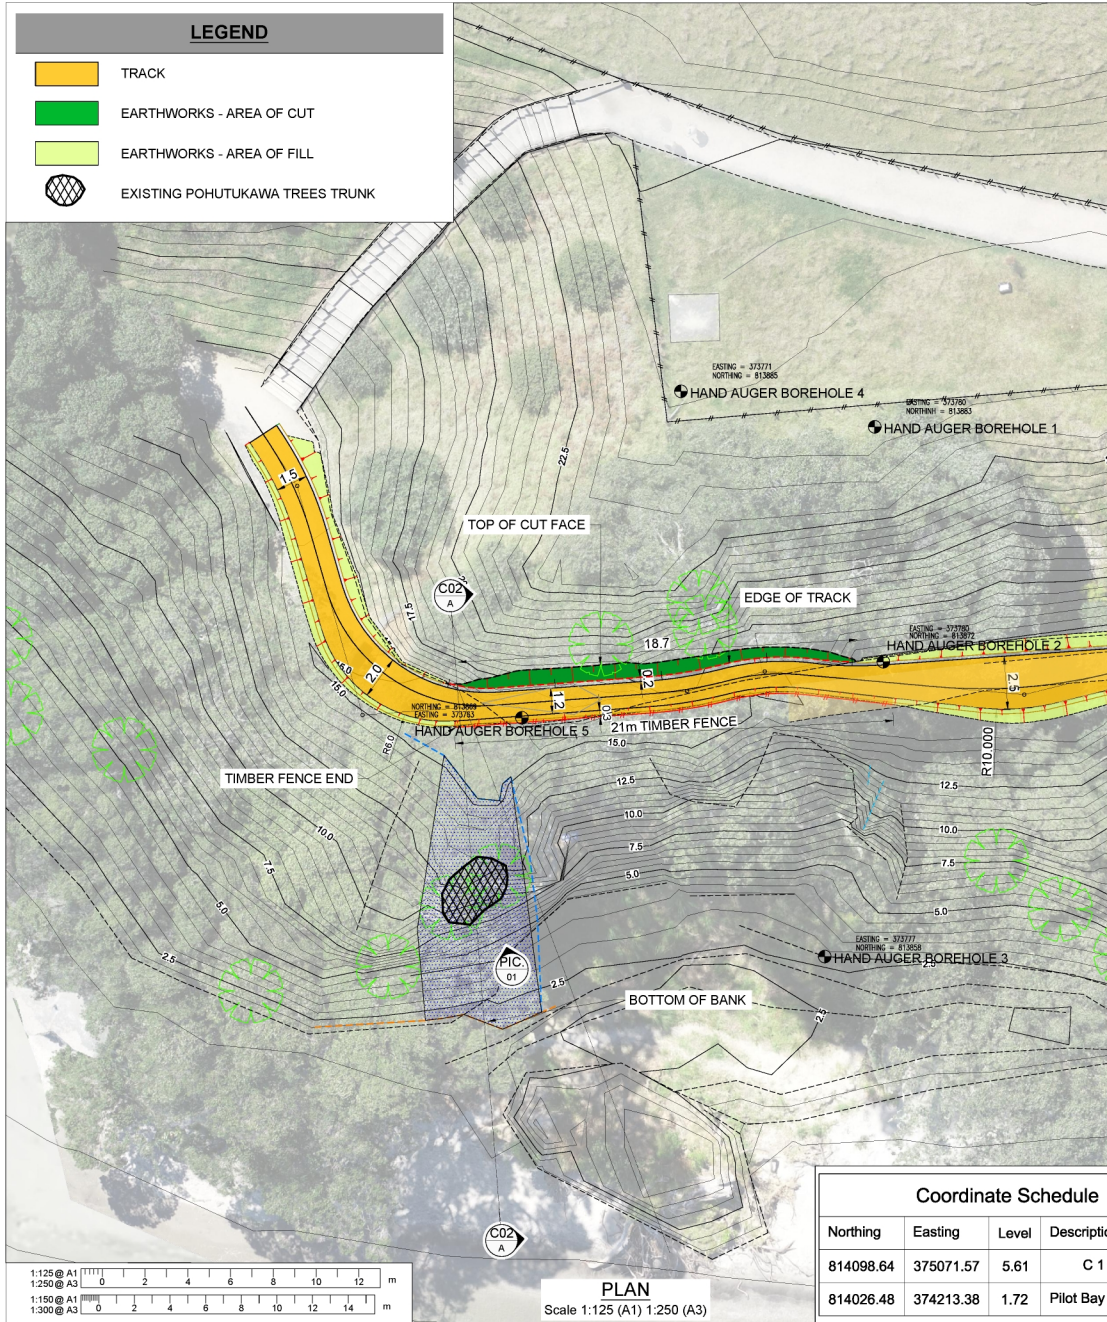 LEGEND
TRACK
EARTHWORKS - AREA OF CUT
EARTHWORKS - AREA OF FILL
EXISTING POHUTUKAWA TREES TRUNK
EASTING = 373771
NORTHING = 813885
HAND AUGER BOREHOLE 4
EASTING = 373780
NORTHINH = 813883
HAND AUGER BOREHOLE 1
22.5
1.5
TOP OF CUT FACE
C02
A
17.5
EDGE OF TRACK
EASTING = 373780
NORTHING = 813872
HAND AUGER BOREHOLE 2
18.7
15.0
15.0
2.0
0.2
1.2
0.3
2.5
NORTHING = 813869
EASTING = 373763
HAND AUGER BOREHOLE 5
21m TIMBER FENCE
R6.0
15.0
R10.000
TIMBER FENCE END
12.5
12.5
10.0
10.0
10.0
7.5
7.5
7.5
5.0
5.0
5.0
2.5
EASTING = 373777
NORTHING = 813858
HAND AUGER BOREHOLE 3
2.5
PIC.
01
2.5
BOTTOM OF BANK
2.5
C02
A
Coordinate Schedule
Northing Easting Level
814098.64 375071.57 5.61 C 1
814026.48 374213.38 1.72 Pilot Bay
1:125 @ A1
1:250 @ A3
0 2 4 6 8 10 12 m
1:150 @ A1
1:300 @ A3
0 2 4 6 8 10 12 14 m
PLAN
Scale 1:125 (A1) 1:250 (A3)